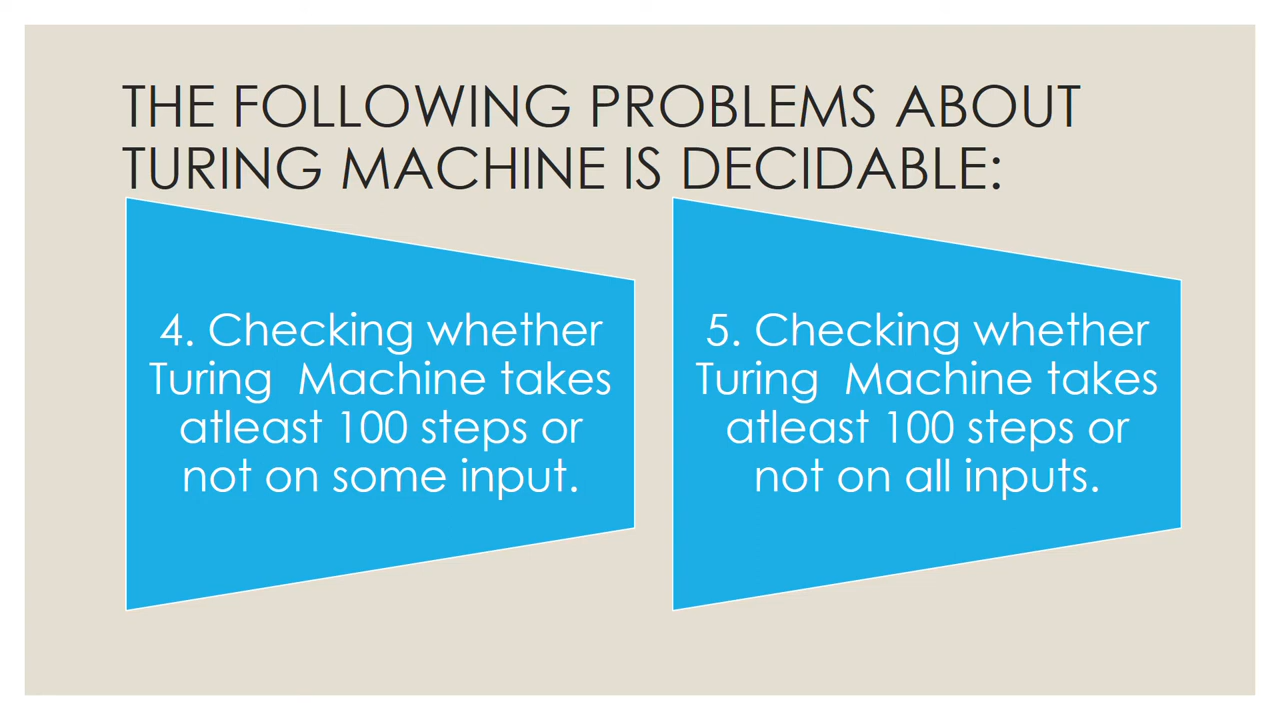 THE FOLLOWING PROBLEMS ABOUT
TURING MACHINE IS DECIDABLE:
4. Checking whether
Turing  Machine takes
atleast 100 steps or
not on some input.
5. Checking whether
Turing  Machine takes
atleast 100 steps or
not on all inputs.